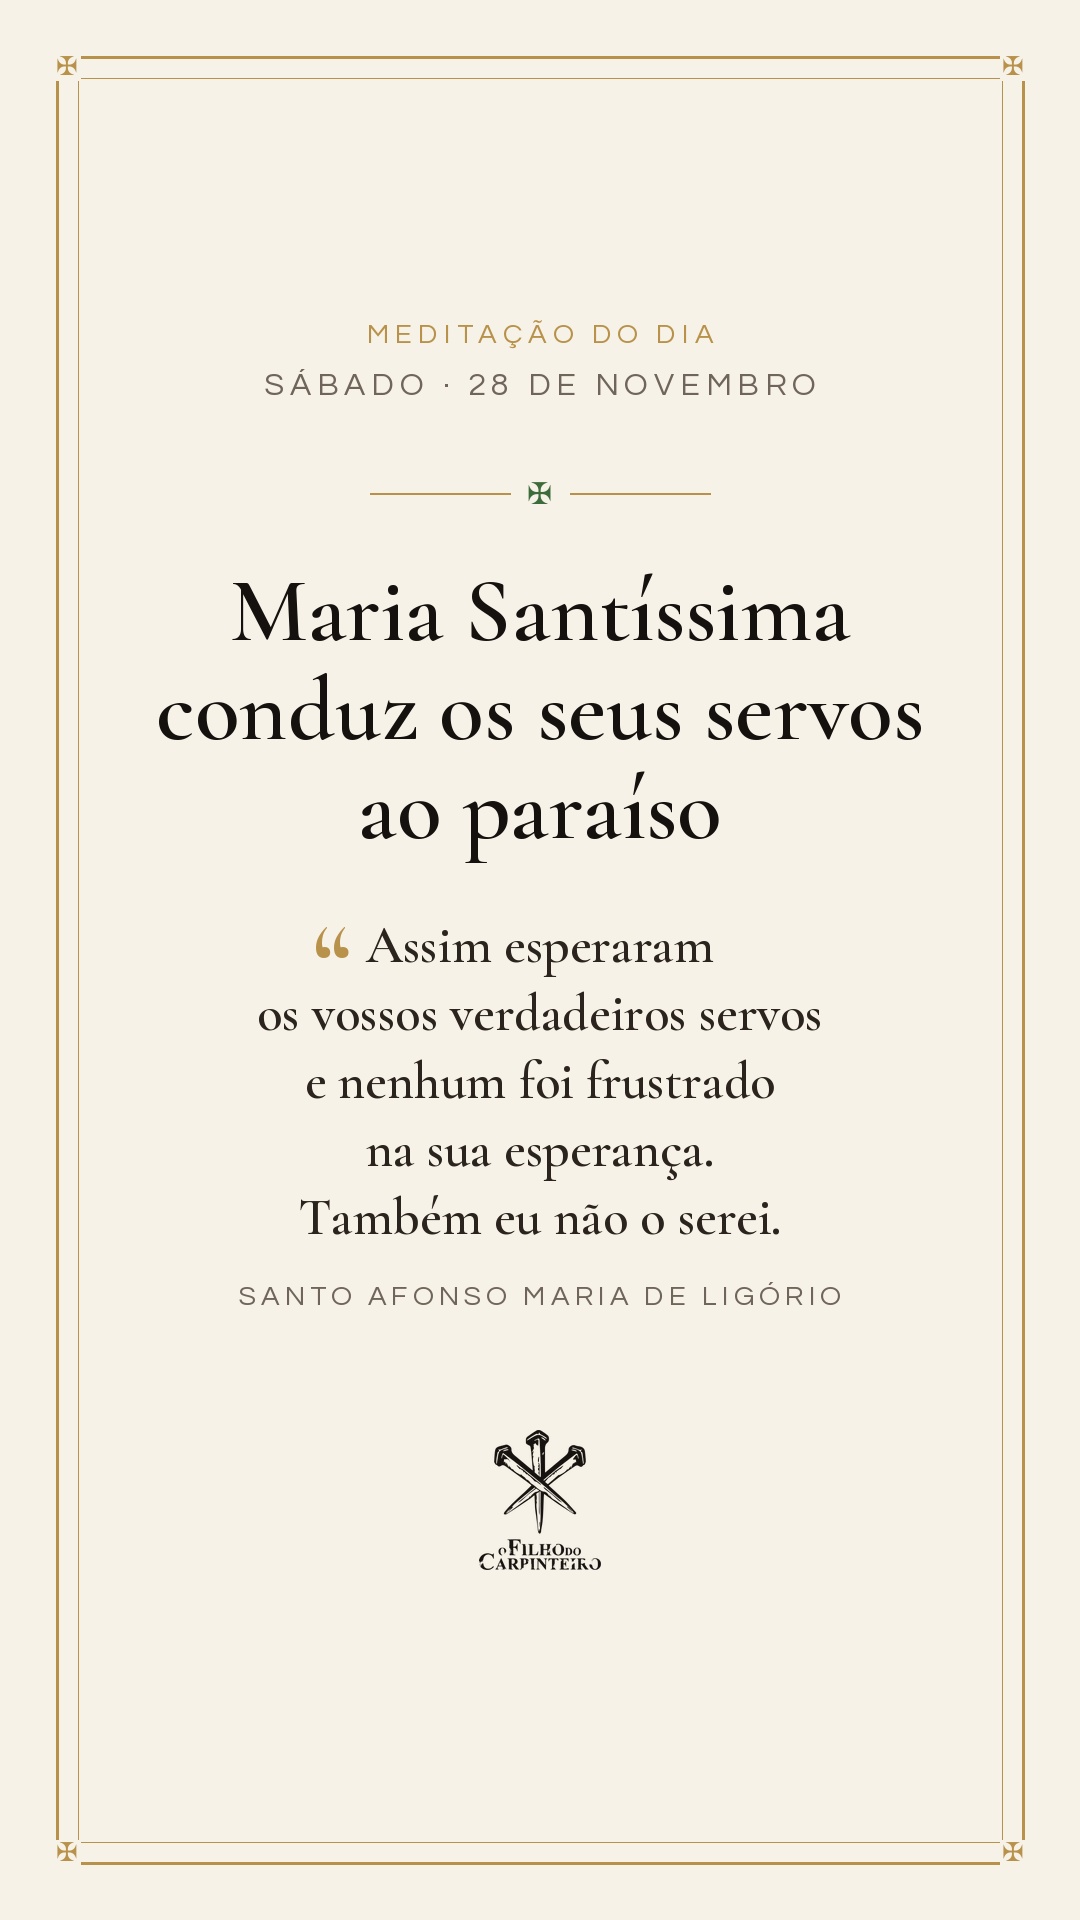 MEDITAÇÃO DO DIA
SÁBADO · 28 DE NOVEMBRO
Maria Santíssima
conduz os seus servos
ao paraíso
“ Assim esperaram
os vossos verdadeiros servos
e nenhum foi frustrado
na sua esperança.
Também eu não o serei.
SANTO AFONSO MARIA DE LIGÓRIO
O FILHO DO
CARPINTEIRO